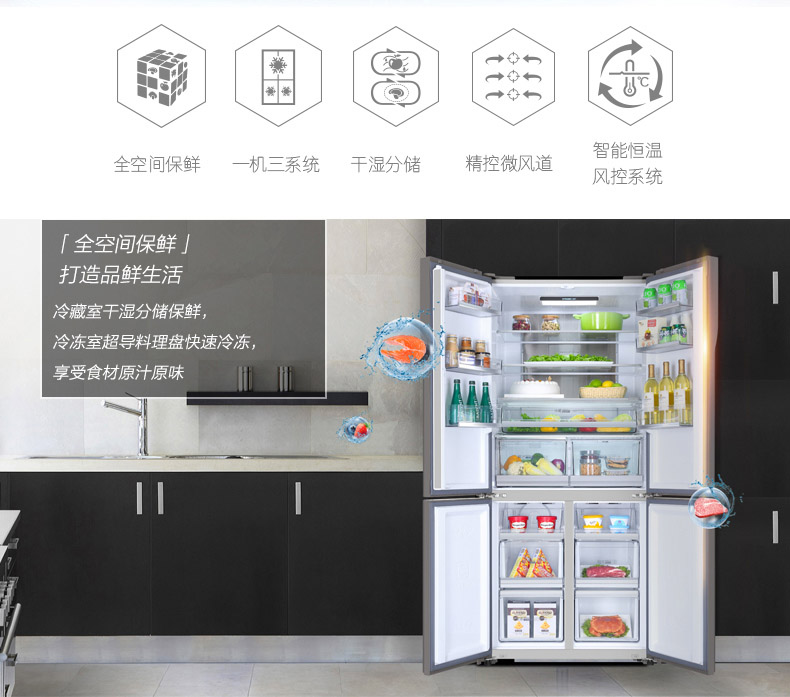 全空间保鲜
一机三系统
干湿分储
精控微风道
智能恒温
风控系统
℃
「 全空间保鲜 」
打造品鲜生活
冷藏室干湿分储保鲜，
冷冻室超导料理盘快速冷冻，
享受食材原汁原味